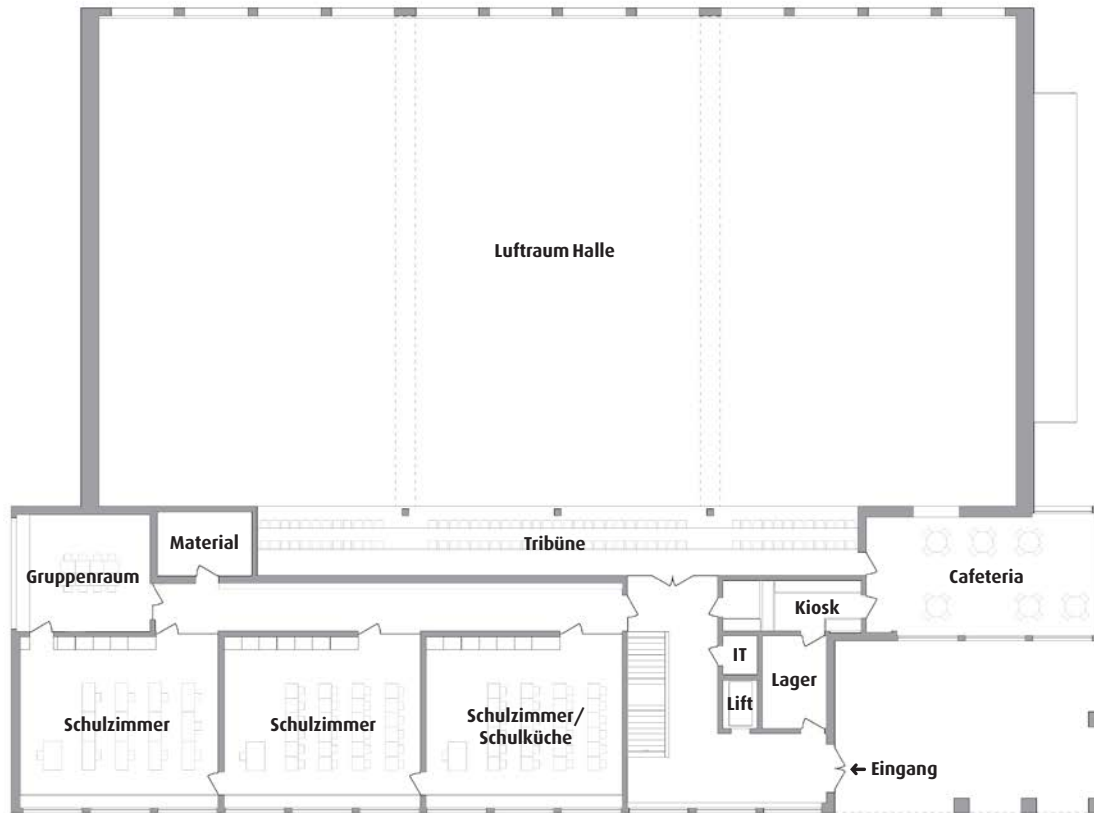 Luftraum Halle
Material
Tribüne
Gruppenraum
Cafeteria
Kiosk
IT
Lager
Lift
Schulzimmer
Schulzimmer
Schulzimmer/
Schulküche
← Eingang